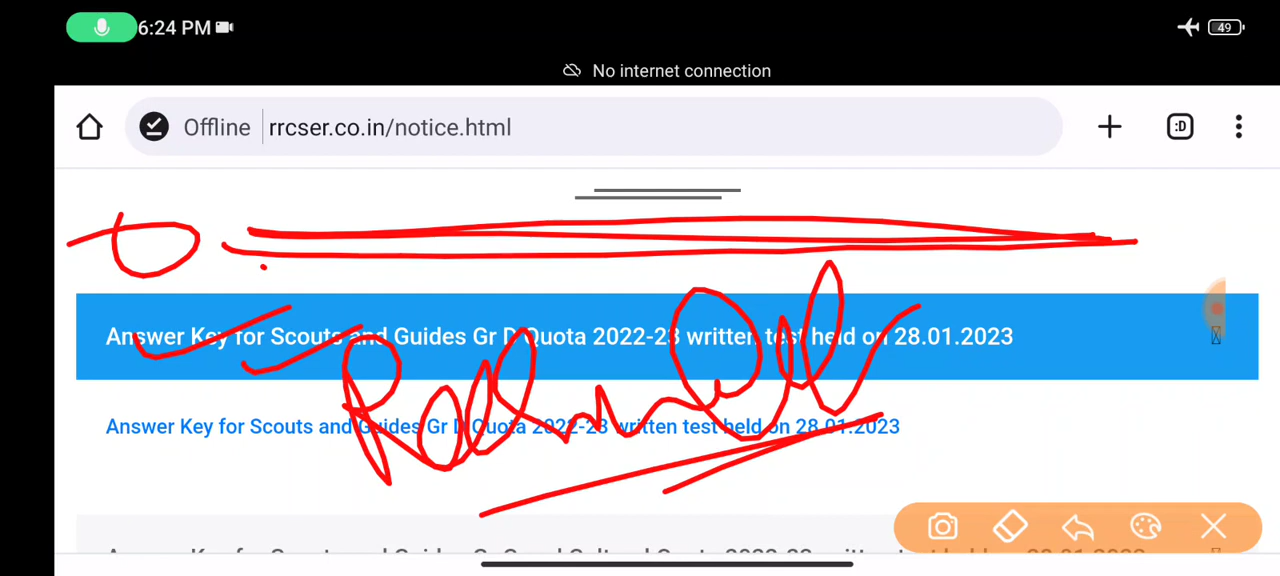 6:24 PM
49
No internet connection
Offline rrcser.co.in/notice.html
:D
Answer Key for Scouts and Guides Gr D Quota 2022-23 written test held on 28.01.2023
Answer Key for Scouts and Guides Gr D Quota 2022-23 written test held on 28.01.2023